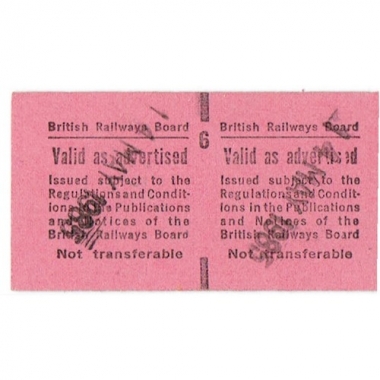 British Railways Board
Valid as advertised
Issued subject to the
Regulations and Condit-
ions in the Publications
and Notices of the
British Railways Board
Not transferable
6
British Railways Board
Valid as advertised
Issued subject to the
Regulations and Condit-
ions in the Publications
and Notices of the
British Railways Board
Not transferable
MAY
MAY